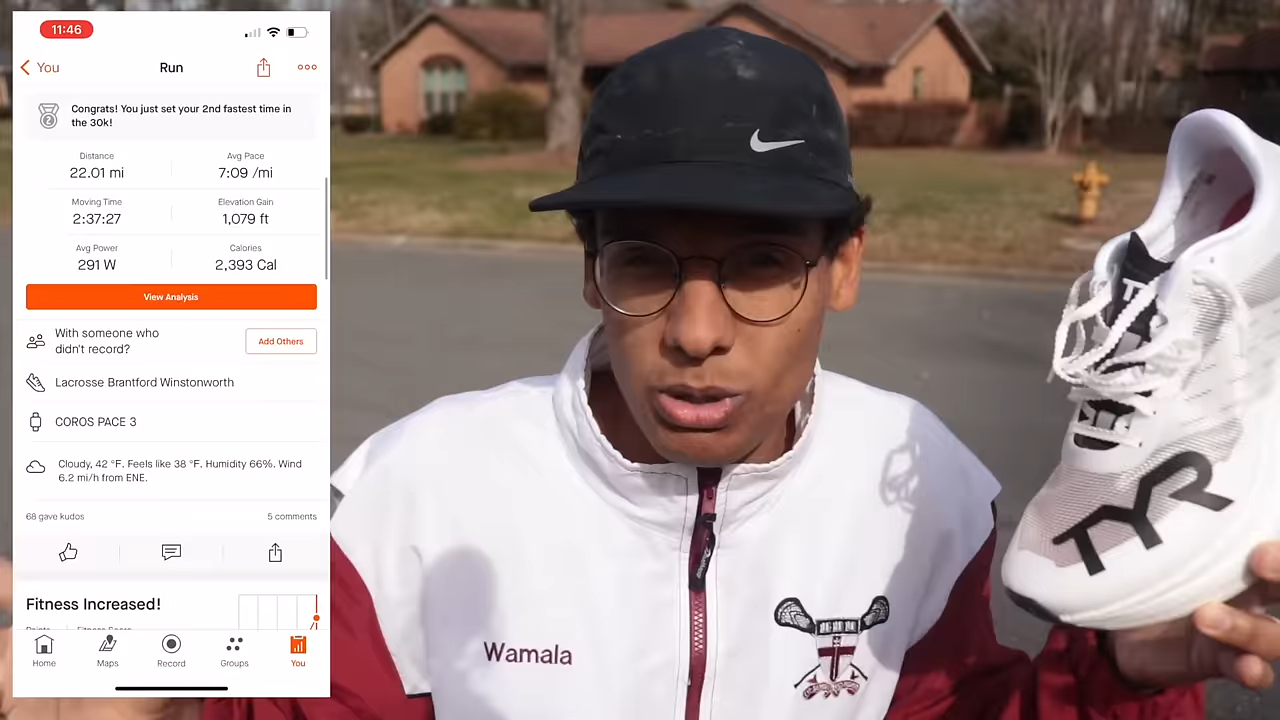 11:46
You
Run
Congrats! You just set your 2nd fastest time in
the 30k!
2
Distance
Avg Pace
22.01 mi
7:09 /mi
Moving Time
Elevation Gain
2:37:27
1,079 ft
Avg Power
Calories
291 W
2,393 Cal
View Analysis
With someone who
didn't record?
Add Others
Lacrosse Brantford Winstonworth
COROS PACE 3
Cloudy, 42 °F. Feels like 38 °F. Humidity 66%. Wind
6.2 mi/h from ENE.
68 gave kudos
5 comments
Fitness Increased!
Home
Maps
Record
Groups
You
Wamala
TYR